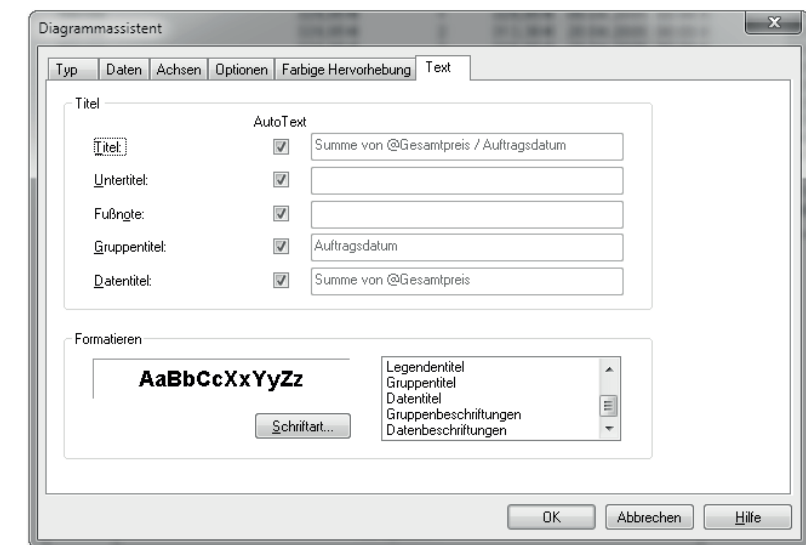 Diagrammassistent
Typ Daten Achsen Optionen Farbige Hervorhebung Text
Titel
AutoText
Titel: Summe von @Gesamtpreis / Auftragsdatum
Untertitel:
Fußnote:
Gruppentitel: Auftragsdatum
Datentitel: Summe von @Gesamtpreis
Formatieren
AaBbCcXxYyZz
Schriftart...
Legendentitel
Gruppentitel
Datentitel
Gruppenbeschriftungen
Datenbeschriftungen
OK Abbrechen Hilfe